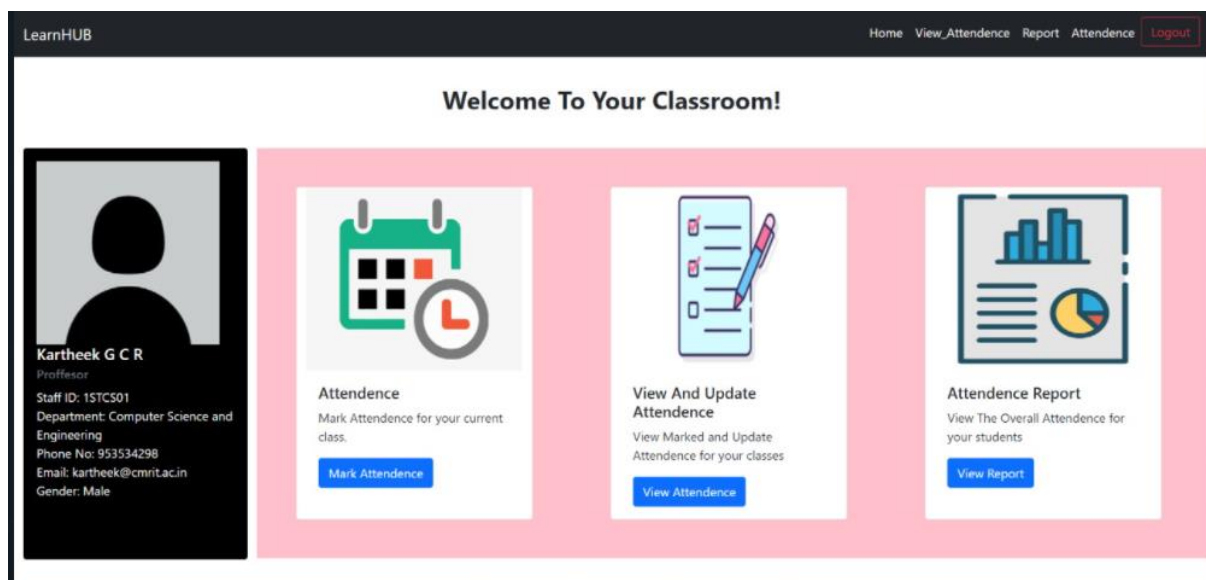 LearnHUB
Home View_Attendence Report Attendence Logout
Welcome To Your Classroom!
Kartheek G C R
Proffesor
Staff ID: 1STCS01
Department: Computer Science and
Engineering
Phone No: 953534298
Email: kartheek@cmrit.ac.in
Gender: Male
Attendence
Mark Attendence for your current
class.
Mark Attendence
View And Update
Attendence
View Marked and Update
Attendence for your classes
View Attendence
Attendence Report
View The Overall Attendence for
your students
View Report